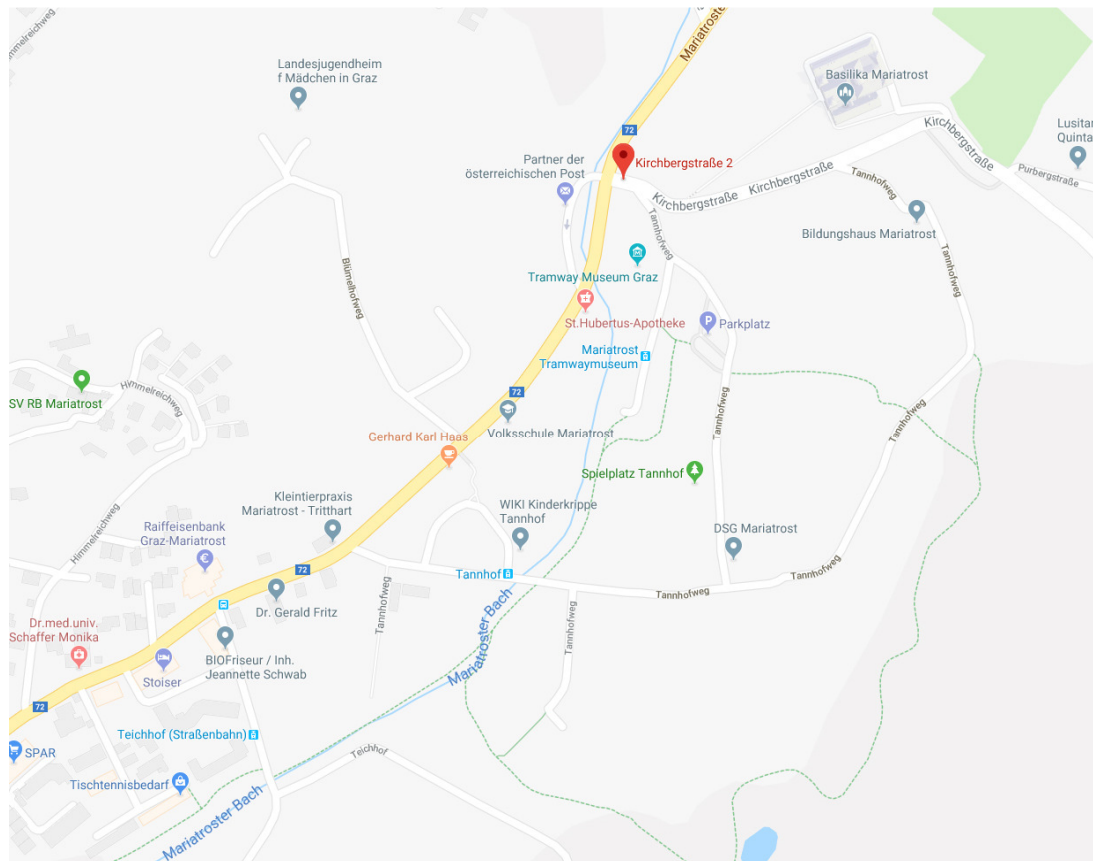 Himmelreichweg
Mariatroster
Landesjugendheim
f Mädchen in Graz
Basilika Mariatrost
72
Kirchbergstraße
Lusitan
Quinta
Partner der
österreichischen Post
Kirchbergstraße 2
Purbergstraße
Kirchbergstraße
Kirchbergstraße
Tannhofweg
Tannhofweg
Bildungshaus Mariatrost
Tannhofweg
Tramway Museum Graz
Blümelhofweg
St.Hubertus-Apotheke
P
Parkplatz
Mariatrost
Tramwaymuseum
Himmelreichweg
SV RB Mariatrost
72
Volksschule Mariatrost
Gerhard Karl Haas
Tannhofweg
Tannhofweg
Spielplatz Tannhof
Kleintierpraxis
Mariatrost - Tritthart
WIKI Kinderkrippe
Tannhof
DSG Mariatrost
Himmelreichweg
Raiffeisenbank
Graz-Mariatrost
€
72
Tannhof
Tannhofweg
Tannhofweg
Dr. Gerald Fritz
Tannhofweg
Tannhofweg
Mariatroster Bach
Dr.med.univ.
Schaffer Monika
BIOFriseur / Inh.
Jeannette Schwab
Stoiser
72
Teichhof (Straßenbahn)
Teichhof
SPAR
Tischtennisbedarf
Mariatroster Bach